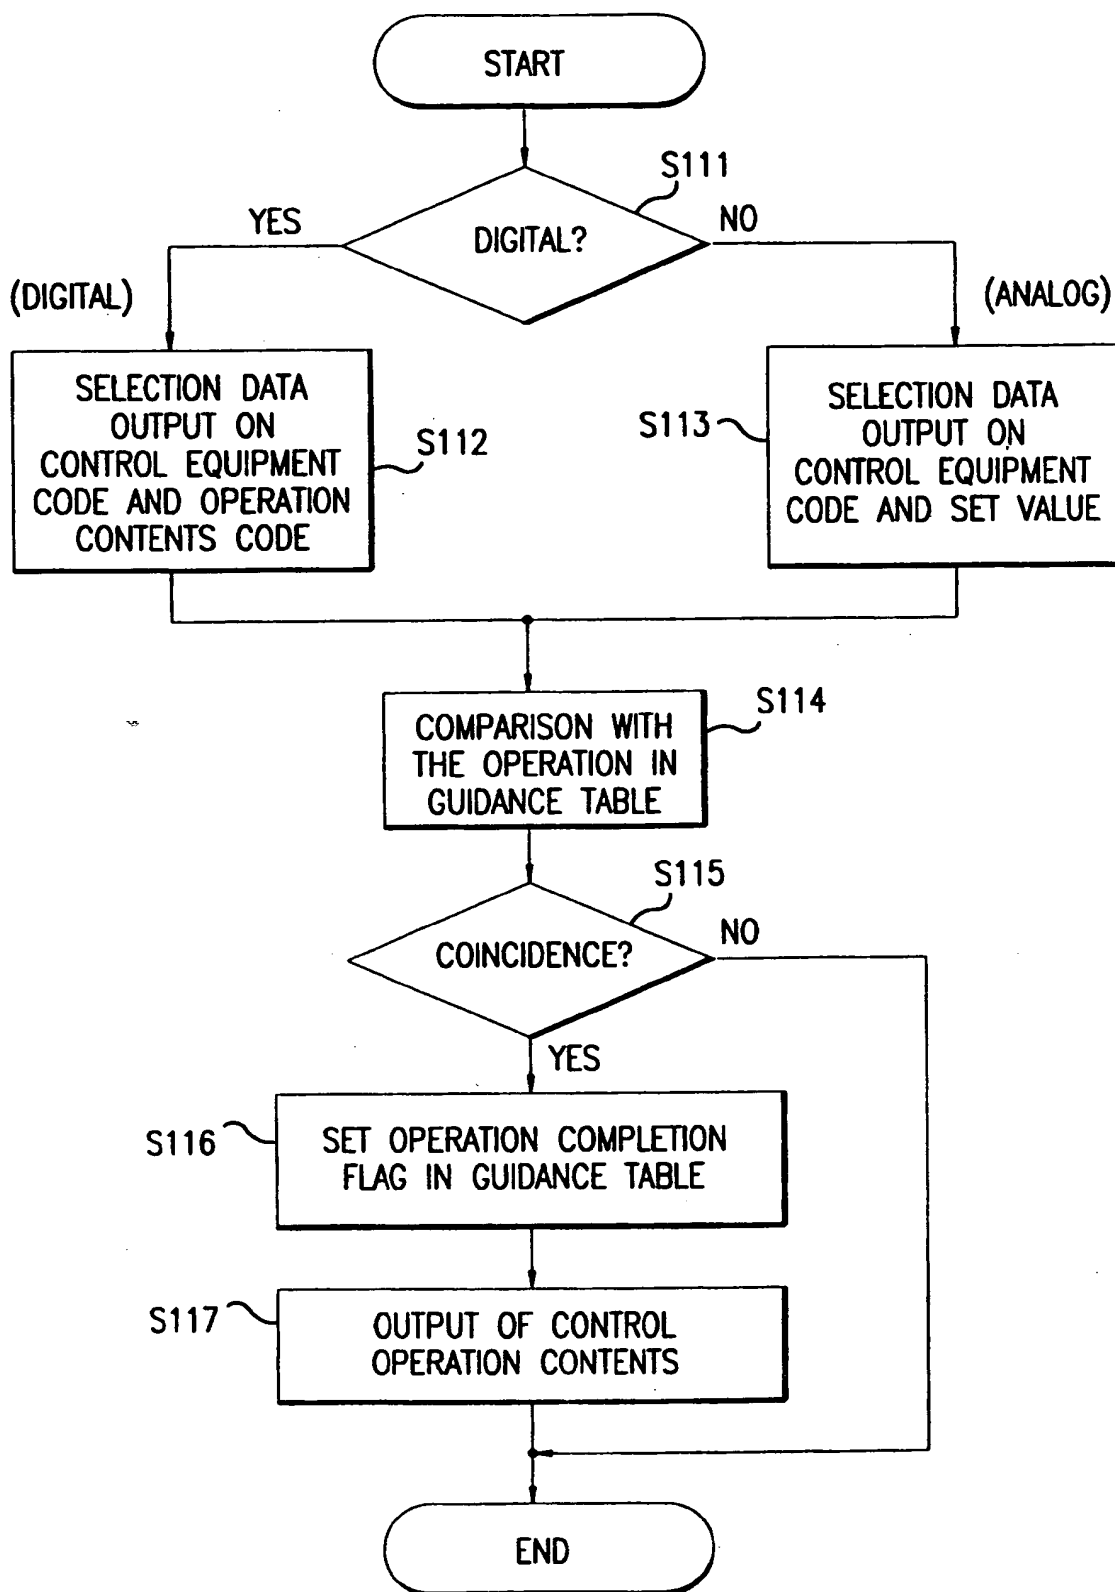 START
S111
YES
DIGITAL?
NO
(DIGITAL)
(ANALOG)
SELECTION DATA
OUTPUT ON
CONTROL EQUIPMENT
CODE AND OPERATION
CONTENTS CODE
S112
S113
SELECTION DATA
OUTPUT ON
CONTROL EQUIPMENT
CODE AND SET VALUE
S114
COMPARISON WITH
THE OPERATION IN
GUIDANCE TABLE
S115
COINCIDENCE?
NO
YES
S116
SET OPERATION COMPLETION
FLAG IN GUIDANCE TABLE
S117
OUTPUT OF CONTROL
OPERATION CONTENTS
END